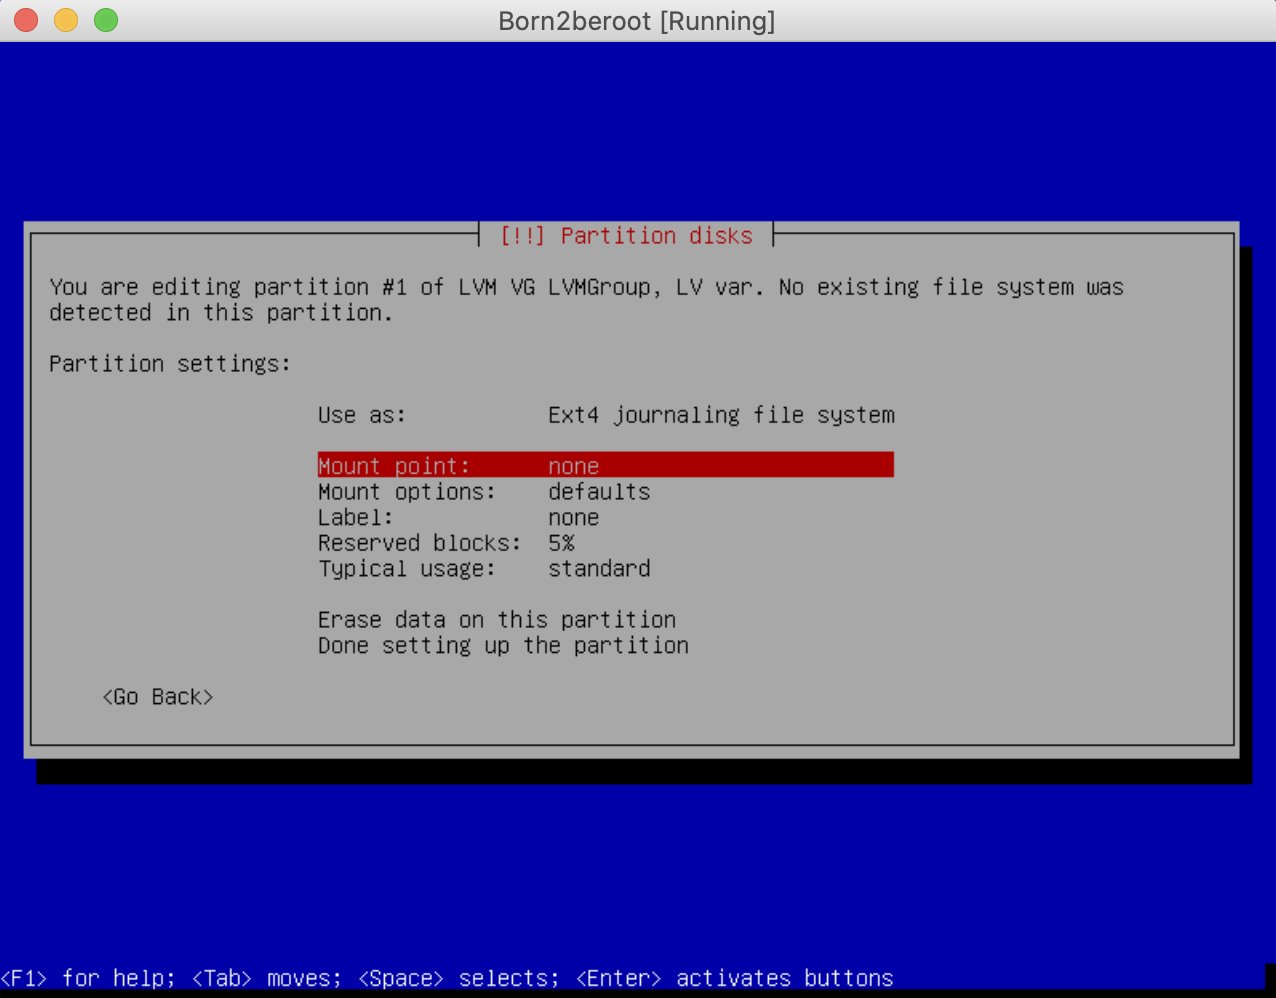 Born2beroot [Running]
[!!] Partition disks
You are editing partition #1 of LVM VG LVMGroup, LV var. No existing file system was
detected in this partition.
Partition settings:
Use as: Ext4 journaling file system
Mount point: none
Mount options: defaults
Label: none
Reserved blocks: 5%
Typical usage: standard
Erase data on this partition
Done setting up the partition
<Go Back>
<F1> for help; <Tab> moves; <Space> selects; <Enter> activates buttons